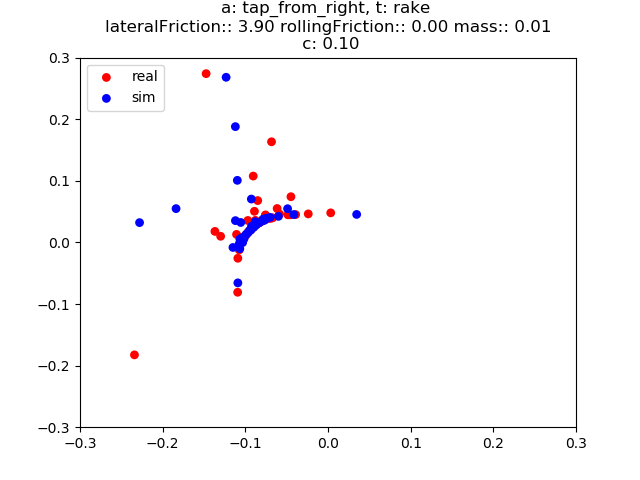 a: tap_from_right, t: rake
lateralFriction:: 3.90 rollingFriction:: 0.00 mass:: 0.01
c: 0.10
real
sim
0.3
0.2
0.1
0.0
−0.1
−0.2
−0.3
−0.3
−0.2
−0.1
0.0
0.1
0.2
0.3